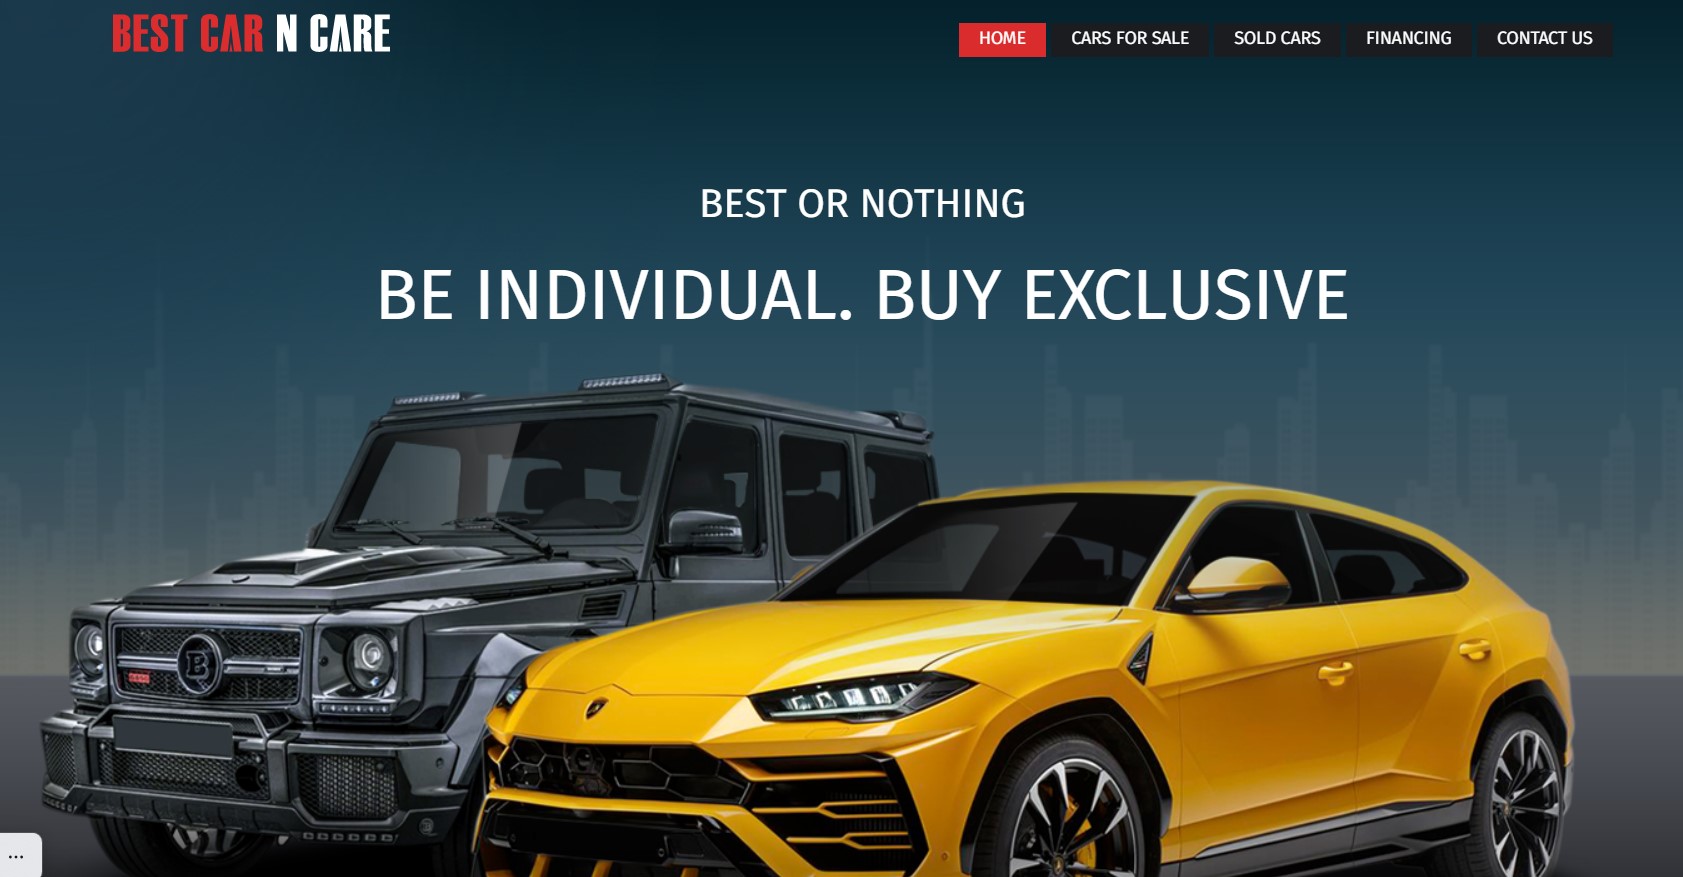 BEST CAR N CARE
HOME
CARS FOR SALE
SOLD CARS
FINANCING
CONTACT US
BEST OR NOTHING
BE INDIVIDUAL. BUY EXCLUSIVE
B
...